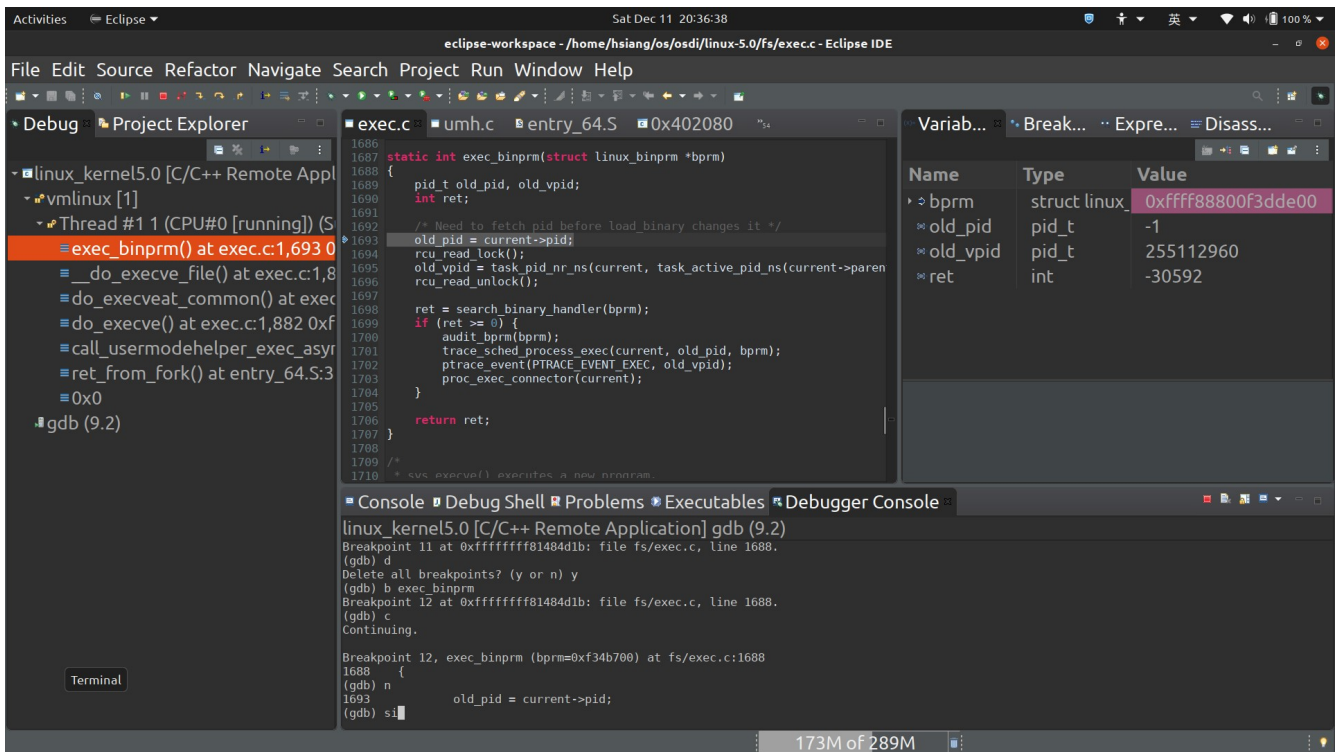 Activities Eclipse Sat Dec 11 20:36:38 英 100 %
eclipse-workspace - /home/hsiang/os/osdi/linux-5.0/fs/exec.c - Eclipse IDE
File Edit Source Refactor Navigate Search Project Run Window Help
Debug Project Explorer
linux_kernel5.0 [C/C++ Remote Appl
vmlinux [1]
Thread #1 1 (CPU#0 [running]) (S
exec_binprm() at exec.c:1,693 0
__do_execve_file() at exec.c:1,8
do_execveat_common() at exec
do_execve() at exec.c:1,882 0xf
call_usermodehelper_exec_asyn
ret_from_fork() at entry_64.S:3
0x0
gdb (9.2)
Terminal
exec.c umh.c entry_64.S 0x402080 »54
1686
1687 static int exec_binprm(struct linux_binprm *bprm)
1688 {
1689 pid_t old_pid, old_vpid;
1690 int ret;
1691
1692 /* Need to fetch pid before load_binary changes it */
1693 old_pid = current->pid;
1694 rcu_read_lock();
1695 old_vpid = task_pid_nr_ns(current, task_active_pid_ns(current->paren
1696 rcu_read_unlock();
1697
1698 ret = search_binary_handler(bprm);
1699 if (ret >= 0) {
1700 audit_bprm(bprm);
1701 trace_sched_process_exec(current, old_pid, bprm);
1702 ptrace_event(PTRACE_EVENT_EXEC, old_vpid);
1703 proc_exec_connector(current);
1704 }
1705
1706 return ret;
1707 }
1708
1709 /*
1710 * sys_execve() executes a new program.
Variab... Break... Expre... Disass...
Name Type Value
bprm struct linux_ 0xffff88800f3dde00
old_pid pid_t -1
old_vpid pid_t 255112960
ret int -30592
Console Debug Shell Problems Executables Debugger Console
linux_kernel5.0 [C/C++ Remote Application] gdb (9.2)
Breakpoint 11 at 0xffffffff81484d1b: file fs/exec.c, line 1688.
(gdb) d
Delete all breakpoints? (y or n) y
(gdb) b exec_binprm
Breakpoint 12 at 0xffffffff81484d1b: file fs/exec.c, line 1688.
(gdb) c
Continuing.
Breakpoint 12, exec_binprm (bprm=0xf34b700) at fs/exec.c:1688
1688 {
(gdb) n
1693 old_pid = current->pid;
(gdb) si
173M of 289M